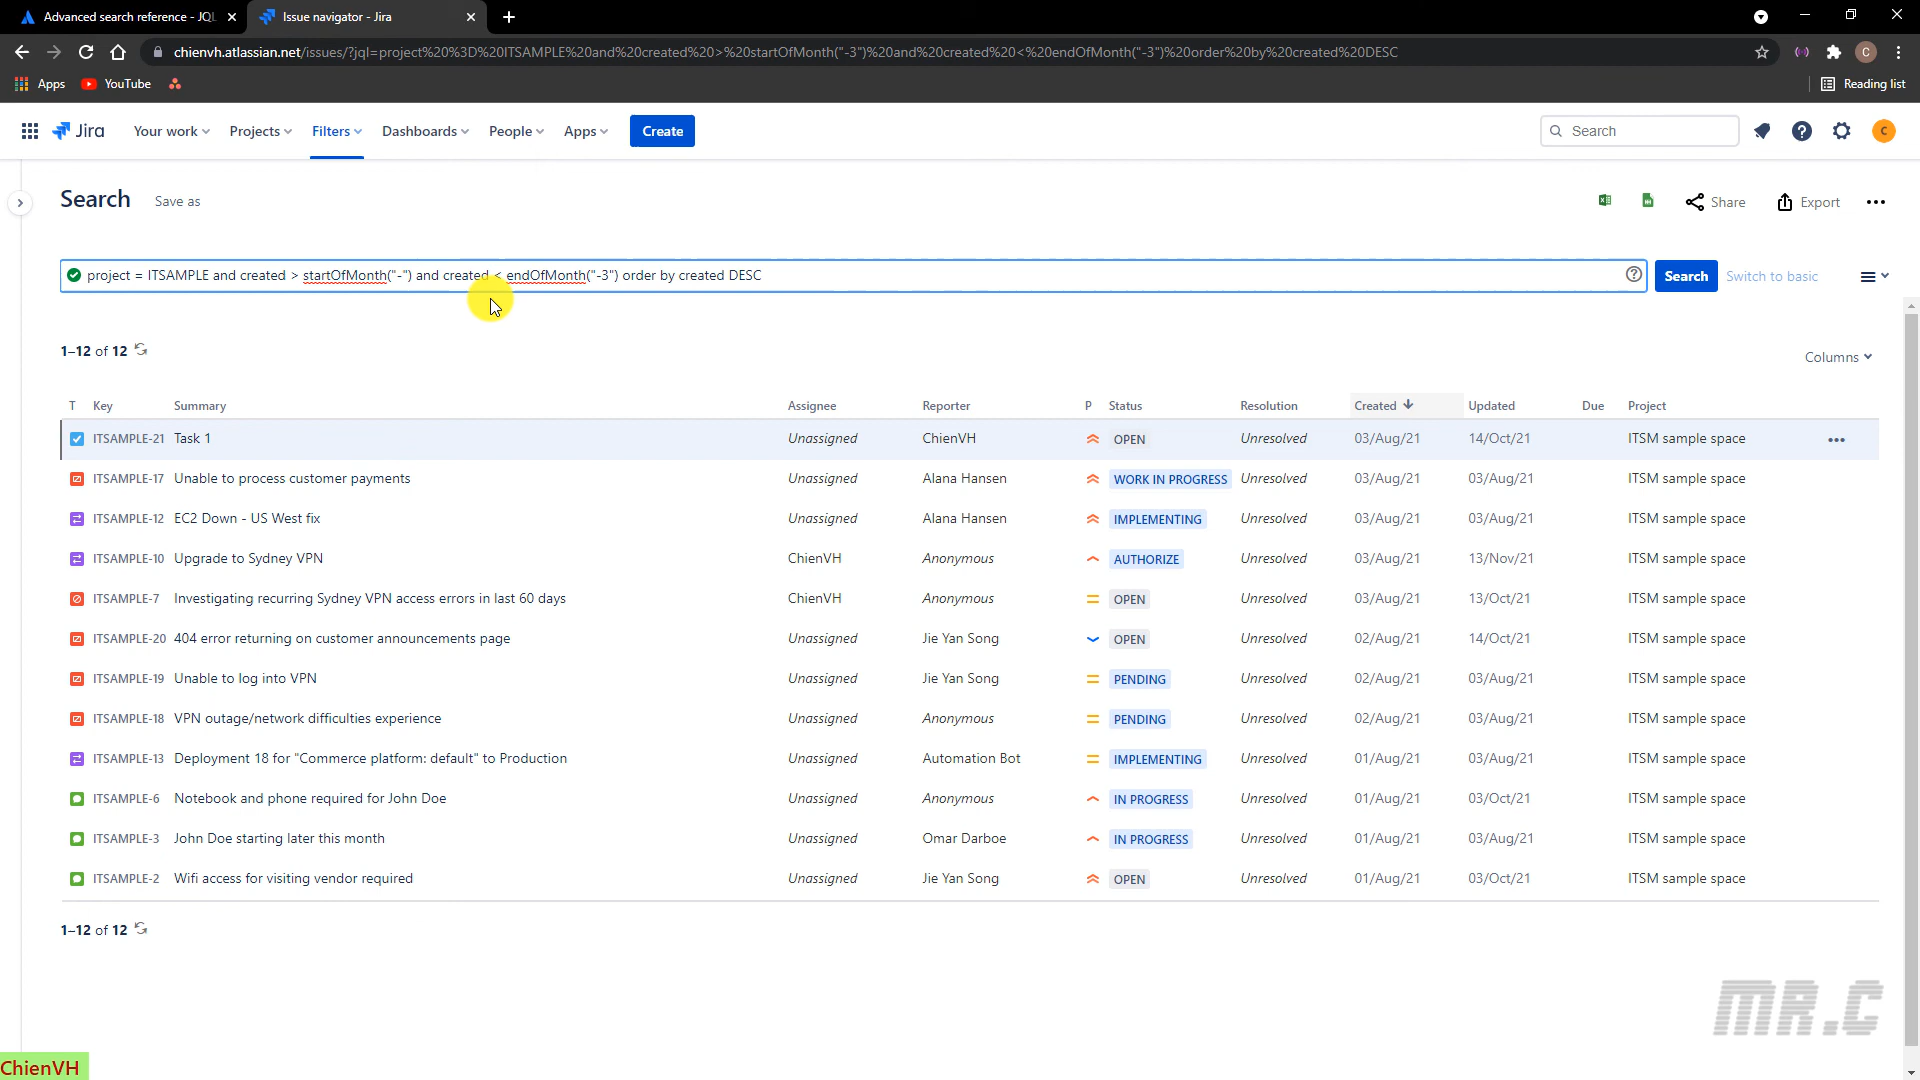 Advanced search reference - JQL
Issue navigator - Jira
chienvh.atlassian.net/issues/?jql=project%20%3D%20ITSAMPLE%20and%20created%20>%20startOfMonth("-3")%20and%20created%20<%20endOfMonth("-3")%20order%20by%20created%20DESC
C
Apps YouTube Reading list
Jira Your work Projects Filters Dashboards People Apps Create Search C
Search Save as Share Export
project = ITSAMPLE and created > startOfMonth("-") and created < endOfMonth("-3") order by created DESC Search Switch to basic
1–12 of 12
Columns
T Key Summary Assignee Reporter P Status Resolution Created Updated Due Project
ITSAMPLE-21 Task 1 Unassigned ChienVH OPEN Unresolved 03/Aug/21 14/Oct/21 ITSM sample space
ITSAMPLE-17 Unable to process customer payments Unassigned Alana Hansen WORK IN PROGRESS Unresolved 03/Aug/21 03/Aug/21 ITSM sample space
ITSAMPLE-12 EC2 Down - US West fix Unassigned Alana Hansen IMPLEMENTING Unresolved 03/Aug/21 03/Aug/21 ITSM sample space
ITSAMPLE-10 Upgrade to Sydney VPN ChienVH Anonymous AUTHORIZE Unresolved 03/Aug/21 13/Nov/21 ITSM sample space
ITSAMPLE-7 Investigating recurring Sydney VPN access errors in last 60 days ChienVH Anonymous OPEN Unresolved 03/Aug/21 13/Oct/21 ITSM sample space
ITSAMPLE-20 404 error returning on customer announcements page Unassigned Jie Yan Song OPEN Unresolved 02/Aug/21 14/Oct/21 ITSM sample space
ITSAMPLE-19 Unable to log into VPN Unassigned Jie Yan Song PENDING Unresolved 02/Aug/21 03/Aug/21 ITSM sample space
ITSAMPLE-18 VPN outage/network difficulties experience Unassigned Anonymous PENDING Unresolved 02/Aug/21 03/Aug/21 ITSM sample space
ITSAMPLE-13 Deployment 18 for "Commerce platform: default" to Production Unassigned Automation Bot IMPLEMENTING Unresolved 01/Aug/21 03/Aug/21 ITSM sample space
ITSAMPLE-6 Notebook and phone required for John Doe Unassigned Anonymous IN PROGRESS Unresolved 01/Aug/21 03/Oct/21 ITSM sample space
ITSAMPLE-3 John Doe starting later this month Unassigned Omar Darboe IN PROGRESS Unresolved 01/Aug/21 03/Aug/21 ITSM sample space
ITSAMPLE-2 Wifi access for visiting vendor required Unassigned Jie Yan Song OPEN Unresolved 01/Aug/21 03/Oct/21 ITSM sample space
1–12 of 12
MR.C
ChienVH